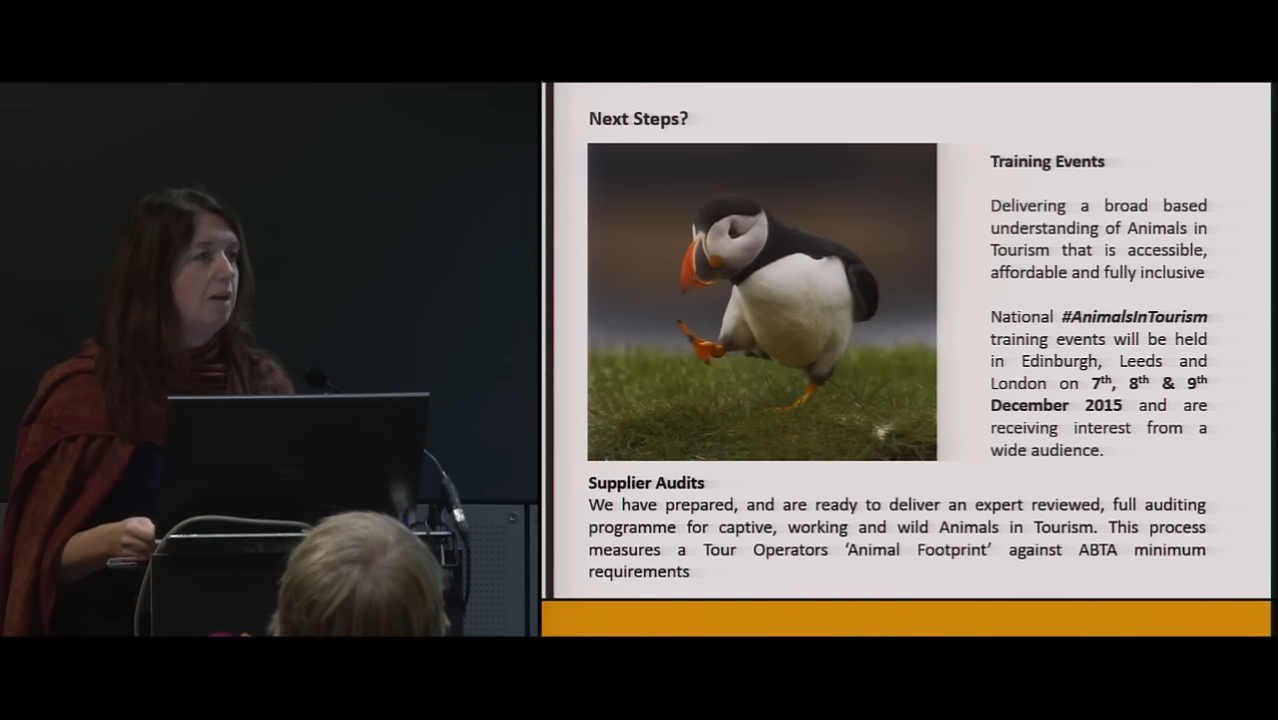 Next Steps?
Training Events
Delivering a broad based
understanding of Animals in
Tourism that is accessible,
affordable and fully inclusive
National #AnimalsInTourism
training events will be held
in Edinburgh, Leeds and
London on 7th, 8th & 9th
December 2015 and are
receiving interest from a
wide audience.
Supplier Audits
We have prepared, and are ready to deliver an expert reviewed, full auditing
programme for captive, working and wild Animals in Tourism. This process
measures a Tour Operators ‘Animal Footprint’ against ABTA minimum
requirements